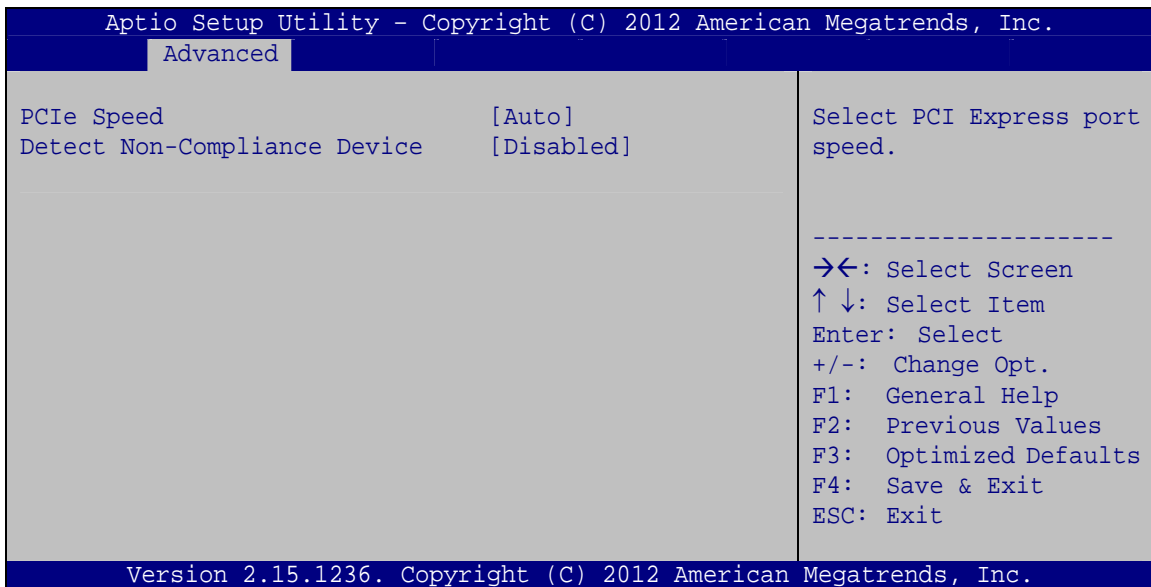 Aptio Setup Utility – Copyright (C) 2012 American Megatrends, Inc.
Advanced
PCIe Speed [Auto]
Detect Non-Compliance Device [Disabled]
Select PCI Express port
speed.
---------------------
→←: Select Screen
↑ ↓: Select Item
Enter: Select
+/-: Change Opt.
F1: General Help
F2: Previous Values
F3: Optimized Defaults
F4: Save & Exit
ESC: Exit
Version 2.15.1236. Copyright (C) 2012 American Megatrends, Inc.